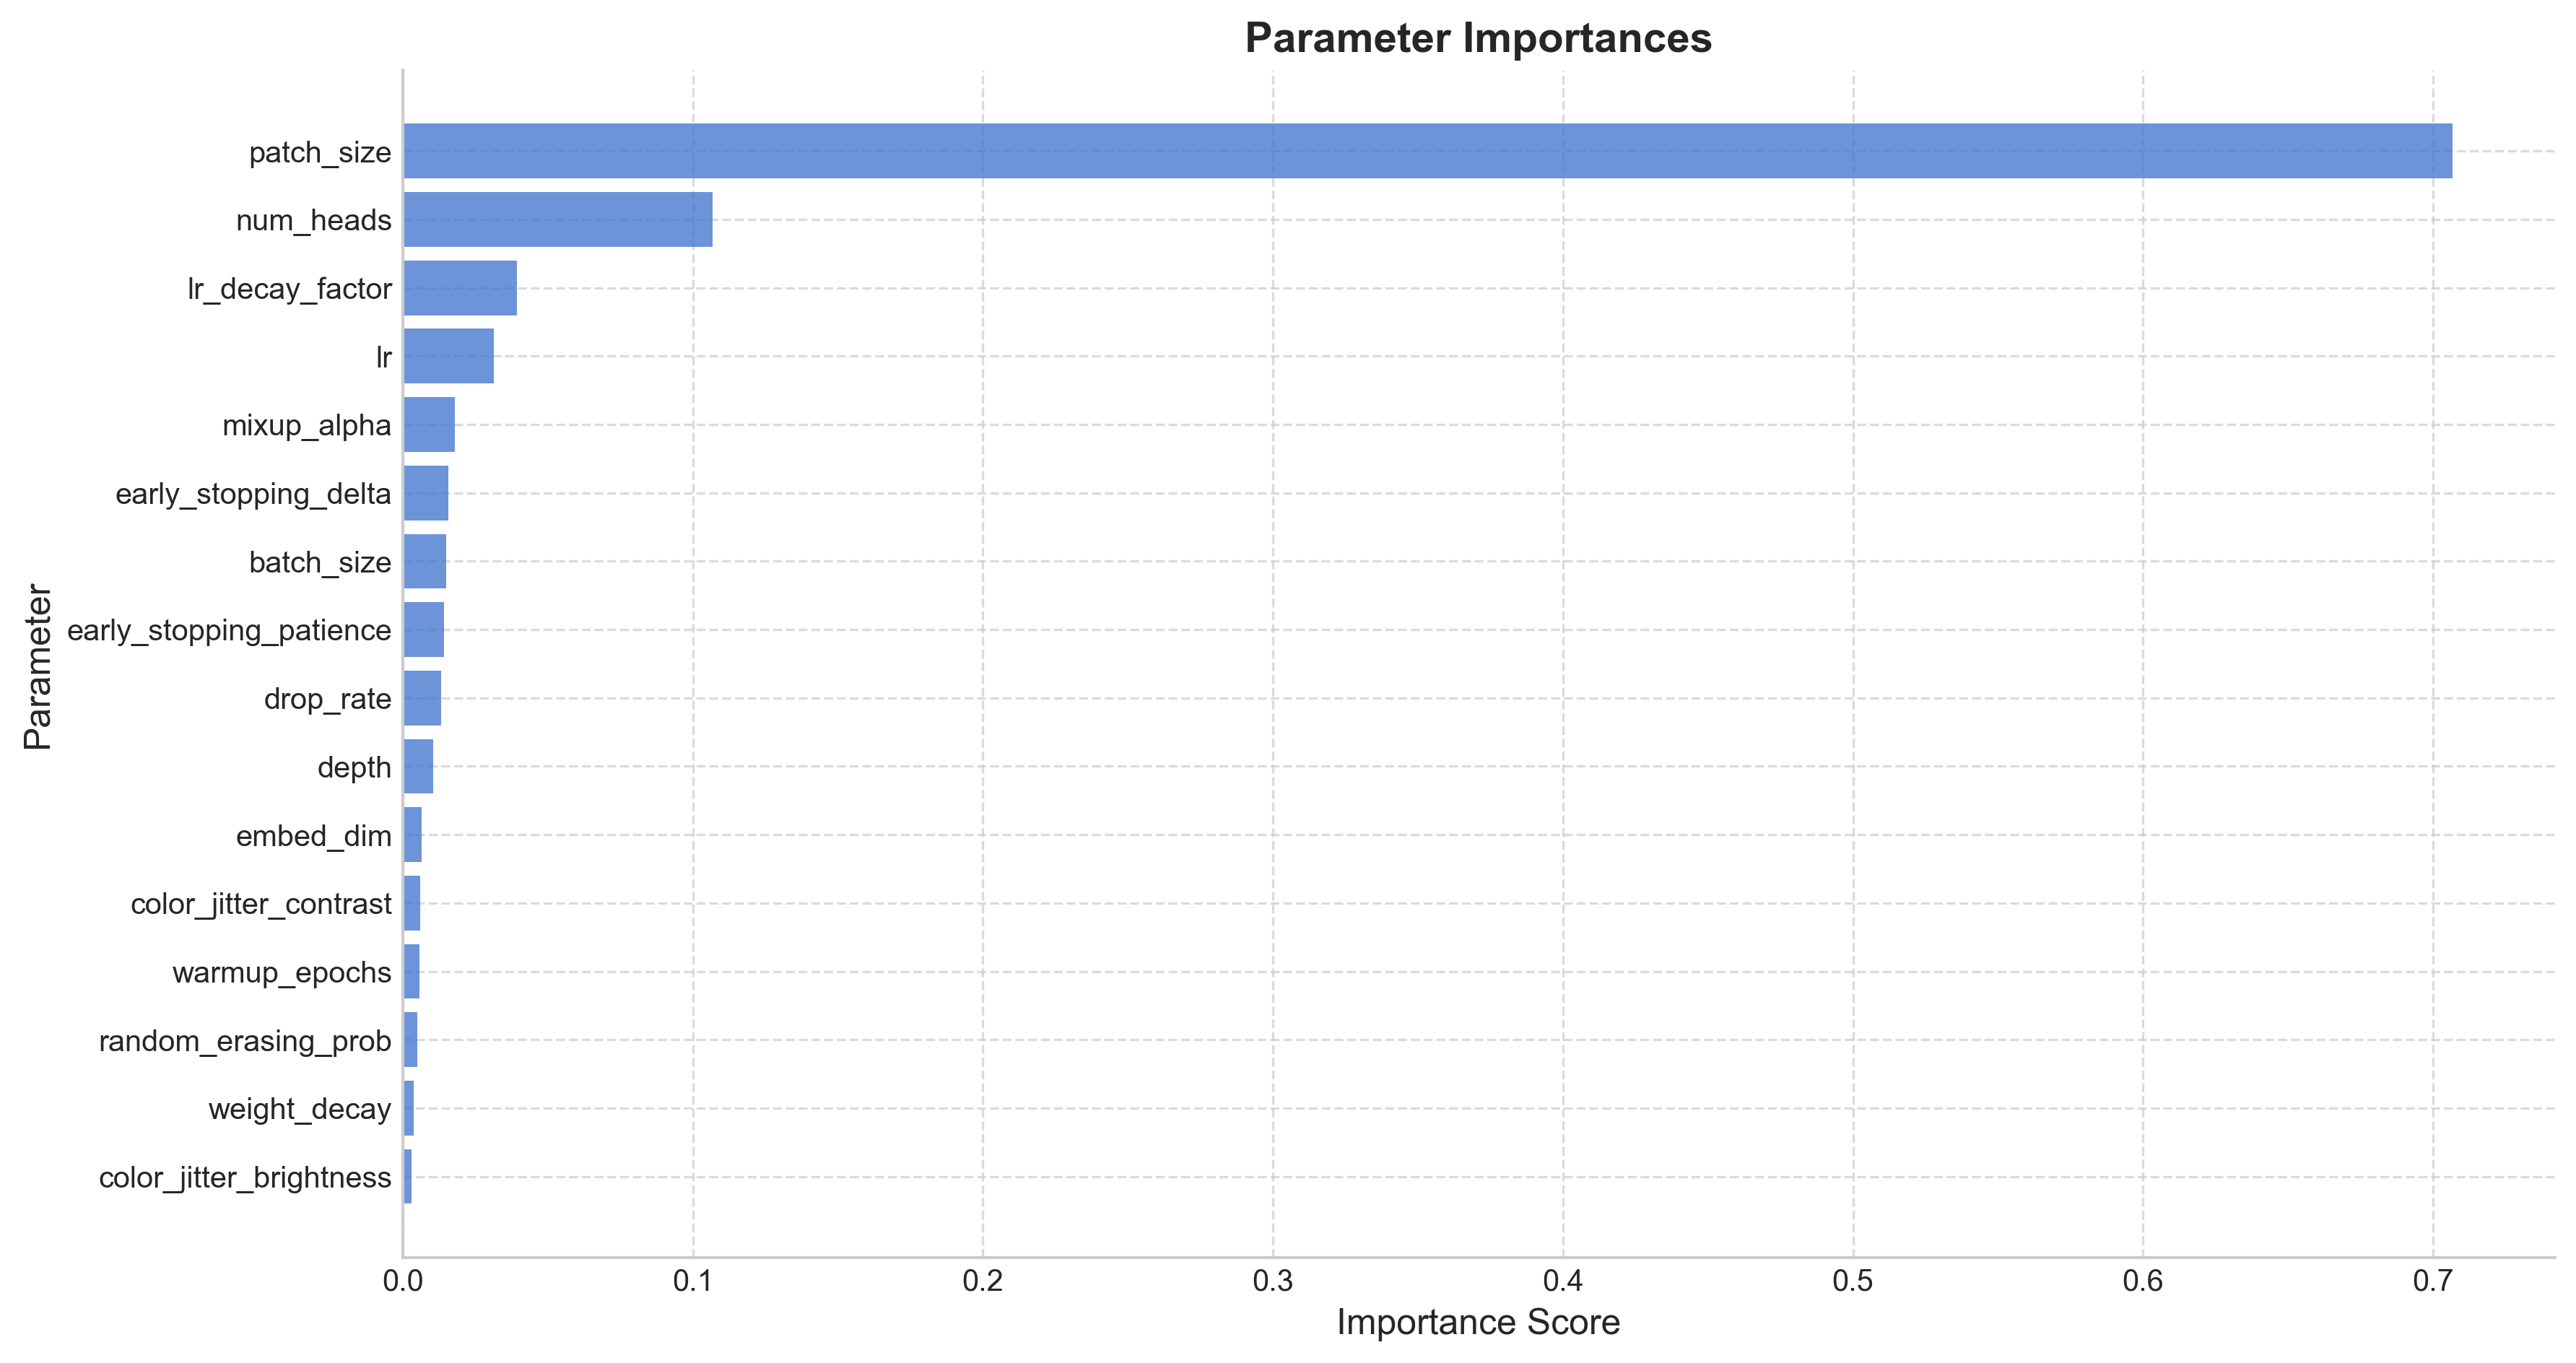 Parameter Importances
patch_size
num_heads
lr_decay_factor
lr
mixup_alpha
early_stopping_delta
batch_size
early_stopping_patience
drop_rate
depth
embed_dim
color_jitter_contrast
warmup_epochs
random_erasing_prob
weight_decay
color_jitter_brightness
Parameter
0.0 0.1 0.2 0.3 0.4 0.5 0.6 0.7
Importance Score